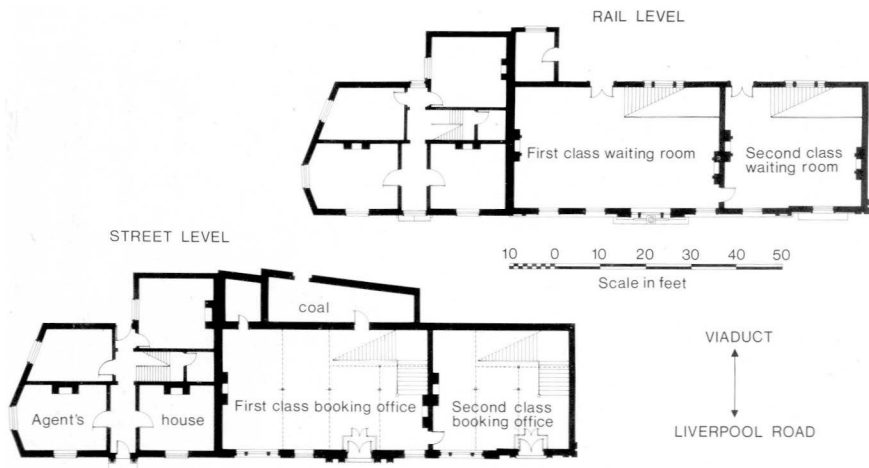 RAIL LEVEL
First class waiting room
Second class
waiting room
STREET LEVEL
10 0 10 20 30 40 50
Scale in feet
coal
VIADUCT
Agent's house
First class booking office
Second class
booking office
LIVERPOOL ROAD